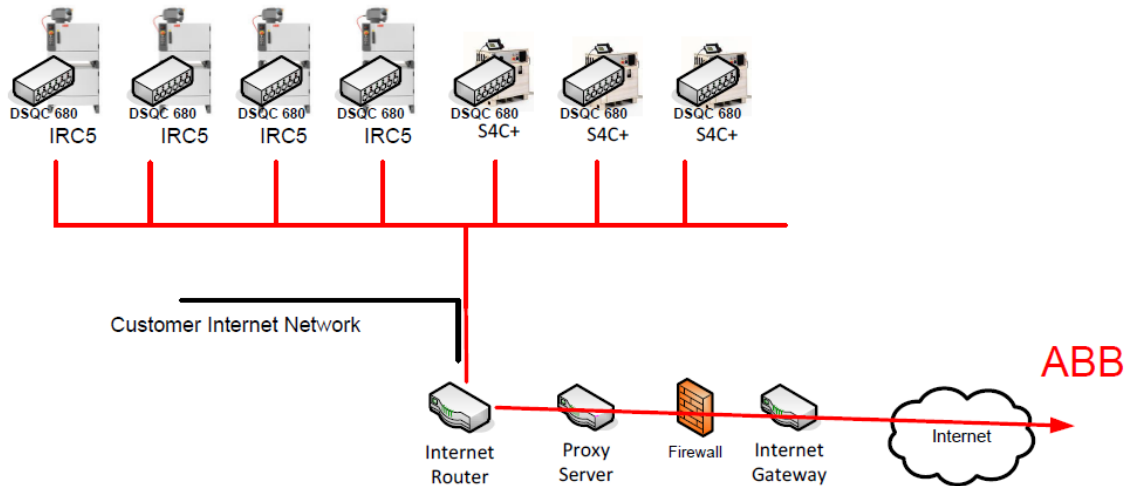 DSQC 680
DSQC 680
DSQC 680
DSQC 680
DSQC 680
DSQC 680
DSQC 680
IRC5
IRC5
IRC5
IRC5
S4C+
S4C+
S4C+
Customer Internet Network
ABB
Internet
Router
Proxy
Server
Firewall
Internet
Gateway
Internet